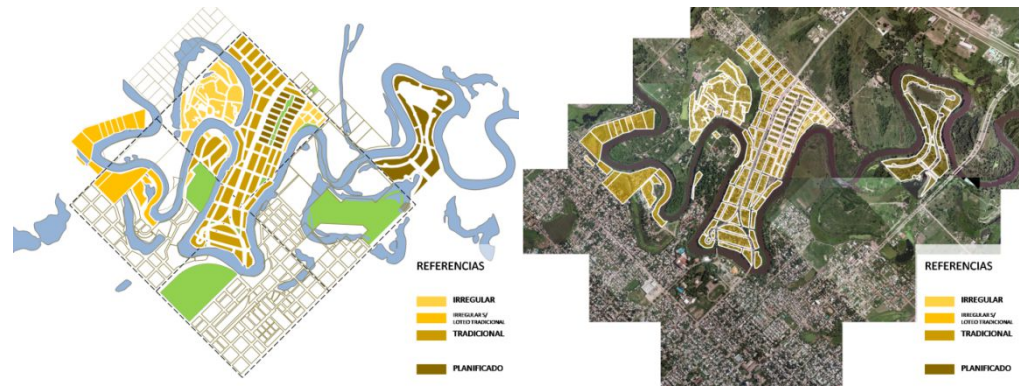 REFERENCIAS
IRREGULAR
IRREGULAR S/
LOTEO TRADICIONAL
TRADICIONAL
PLANIFICADO
REFERENCIAS
IRREGULAR
IRREGULAR S/
LOTEO TRADICIONAL
TRADICIONAL
PLANIFICADO